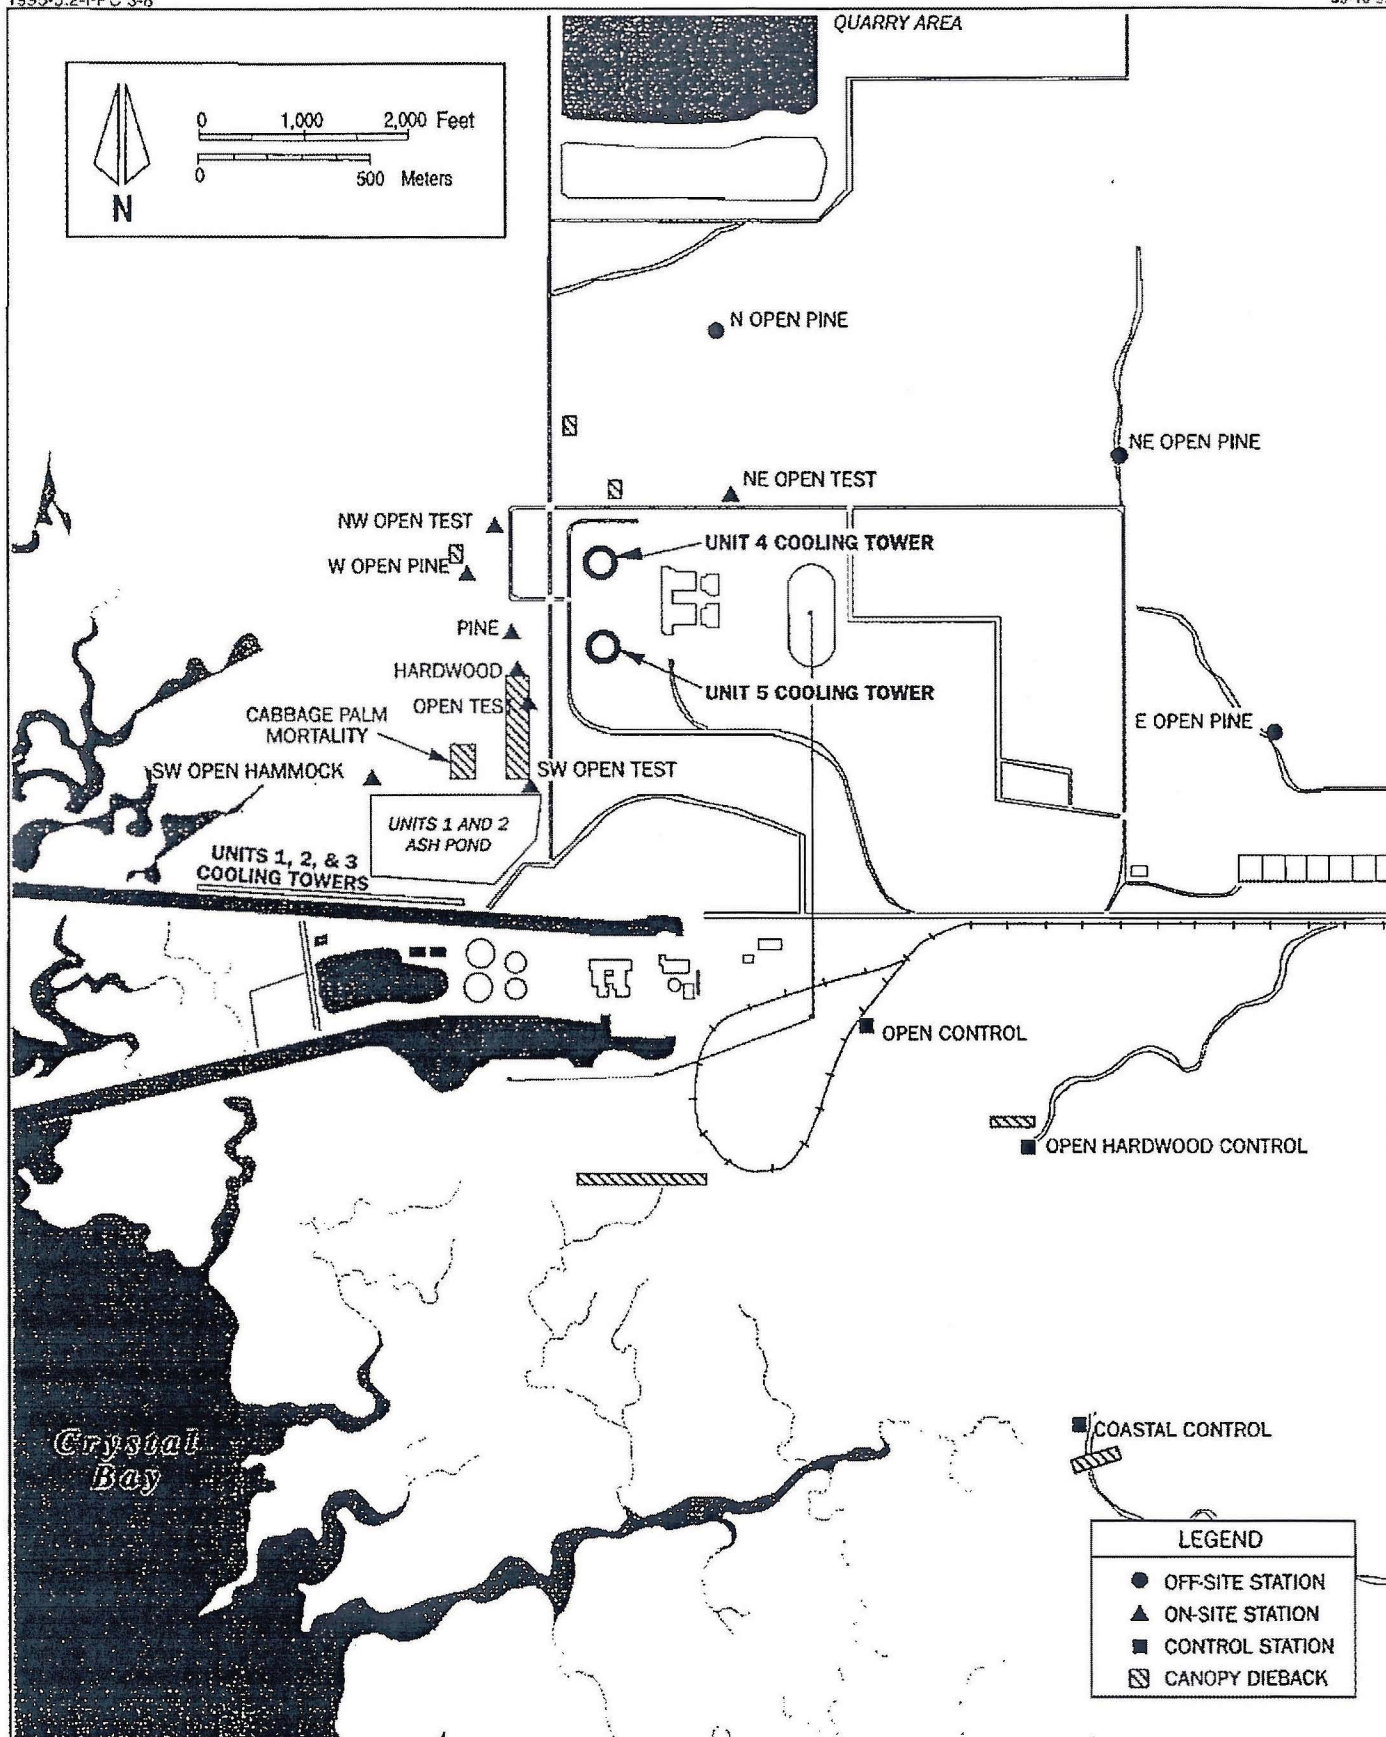 QUARRY AREA
0 1,000 2,000 Feet
0 500 Meters
N
N OPEN PINE
NE OPEN PINE
NE OPEN TEST
NW OPEN TEST
UNIT 4 COOLING TOWER
W OPEN PINE
PINE
HARDWOOD
UNIT 5 COOLING TOWER
OPEN TES
CABBAGE PALM
MORTALITY
E OPEN PINE
SW OPEN HAMMOCK
SW OPEN TEST
UNITS 1 AND 2
ASH POND
UNITS 1, 2, & 3
COOLING TOWERS
OPEN CONTROL
OPEN HARDWOOD CONTROL
COASTAL CONTROL
Crystal
Bay
LEGEND
OFF-SITE STATION
ON-SITE STATION
CONTROL STATION
CANOPY DIEBACK